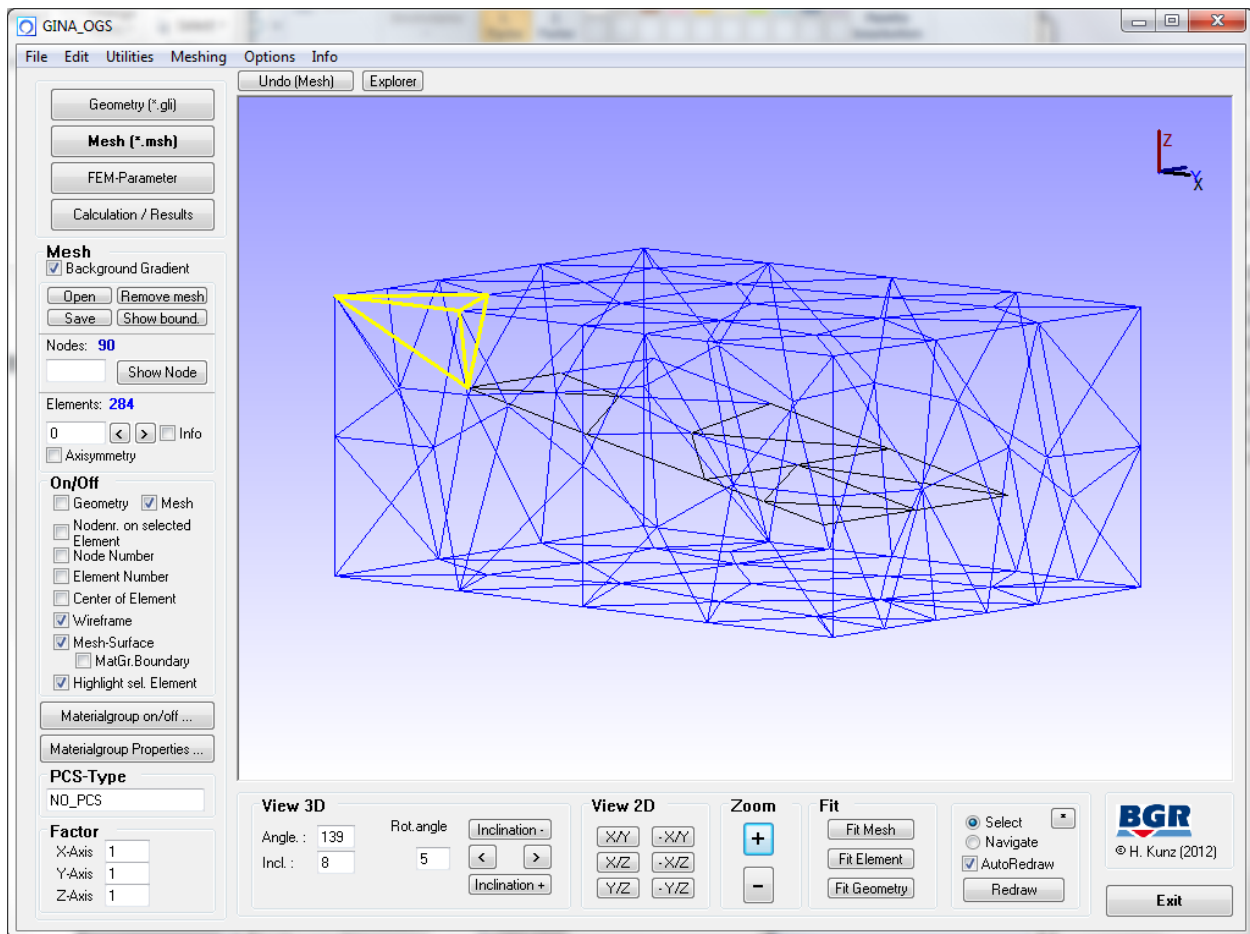 GINA_OGS
File Edit Utilities Meshing Options Info
Undo (Mesh) Explorer
Geometry (*.gli)
Mesh (*.msh)
FEM-Parameter
Calculation / Results
Mesh
Background Gradient
Open Remove mesh
Save Show bound.
Nodes: 90
Show Node
Elements: 284
0 < > Info
Axisymmetry
On/Off
Geometry Mesh
Nodenr. on selected
Element
Node Number
Element Number
Center of Element
Wireframe
Mesh-Surface
MatGr.Boundary
Highlight sel. Element
Materialgroup on/off ...
Materialgroup Properties ...
PCS-Type
NO_PCS
Factor
X-Axis 1
Y-Axis 1
Z-Axis 1
Z
Y
X
View 3D
Angle. : 139
Incl. : 8
Rot.angle
5
Inclination -
< >
Inclination +
View 2D
X/Y -X/Y
X/Z -X/Z
Y/Z -Y/Z
Zoom
+
-
Fit
Fit Mesh
Fit Element
Fit Geometry
Select *
Navigate
AutoRedraw
Redraw
BGR
© H. Kunz (2012)
Exit